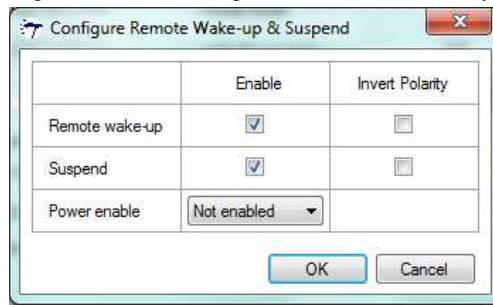 Configure Remote Wake-up & Suspend
Enable Invert Polarity
Remote wake-up
Suspend
Power enable Not enabled
OK Cancel